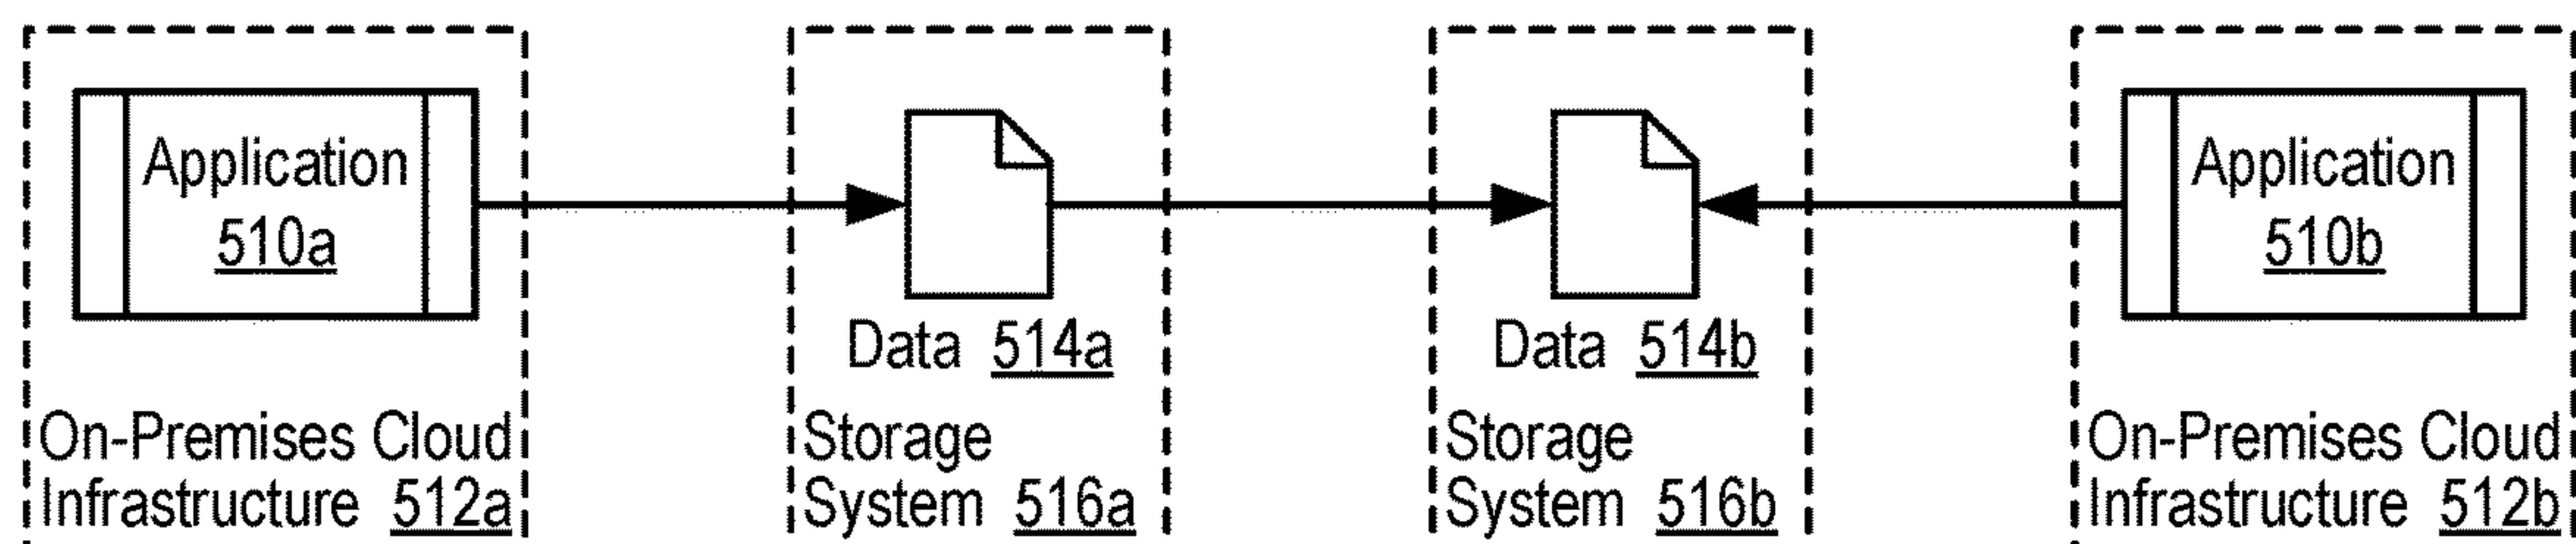 Application
510a
On-Premises Cloud
Infrastructure 512a
Data 514a
Storage
System 516a
Data 514b
Storage
System 516b
Application
510b
On-Premises Cloud
Infrastructure 512b